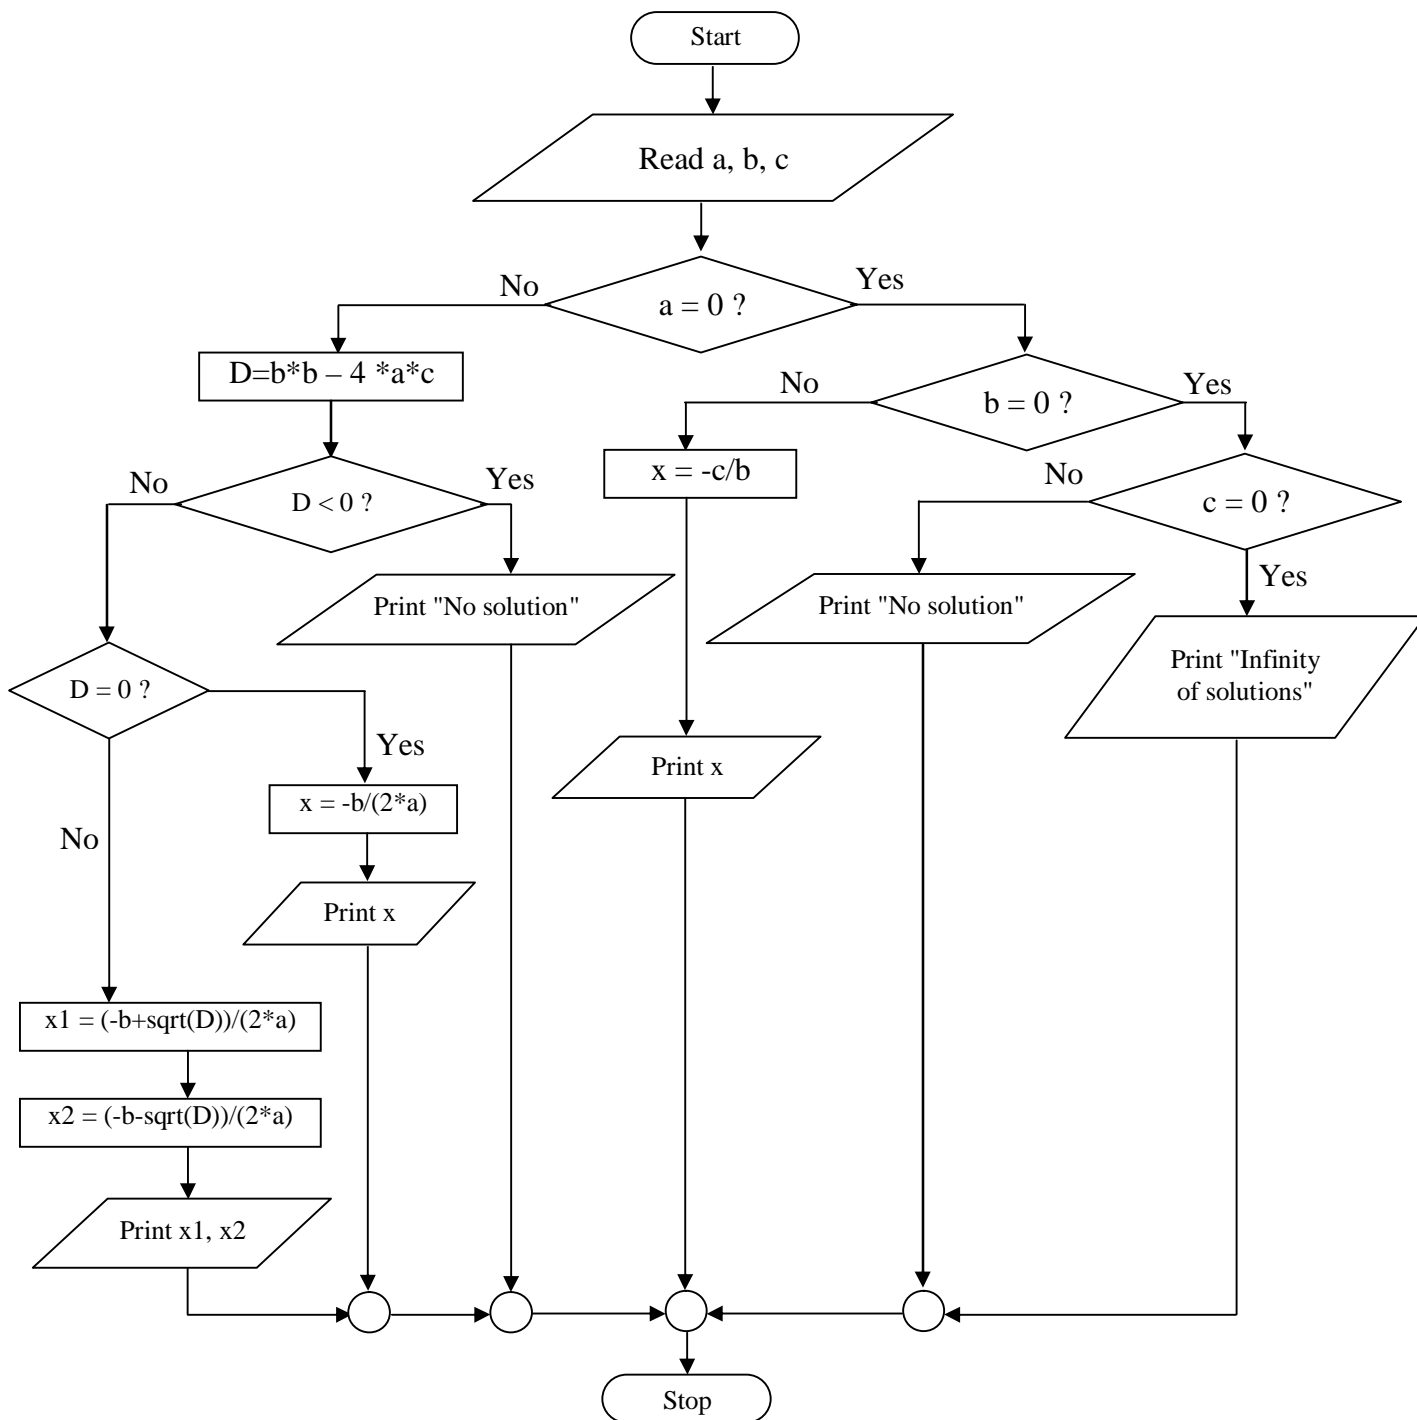 Start
Read a, b, c
No
Yes
a = 0 ?
D=b*b – 4 *a*c
No
Yes
b = 0 ?
No
Yes
D < 0 ?
x = -c/b
No
c = 0 ?
Yes
Print "No solution"
Print "No solution"
Print "Infinity
of solutions"
D = 0 ?
Yes
Print x
x = -b/(2*a)
No
Print x
x1 = (-b+sqrt(D))/(2*a)
x2 = (-b-sqrt(D))/(2*a)
Print x1, x2
Stop